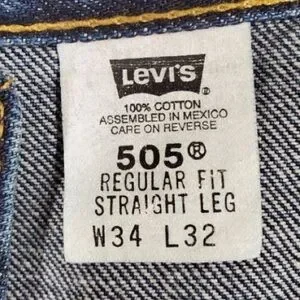 Levi's ®
100% COTTON
ASSEMBLED IN MEXICO
CARE ON REVERSE
505®
REGULAR FIT
STRAIGHT LEG
W34 L32